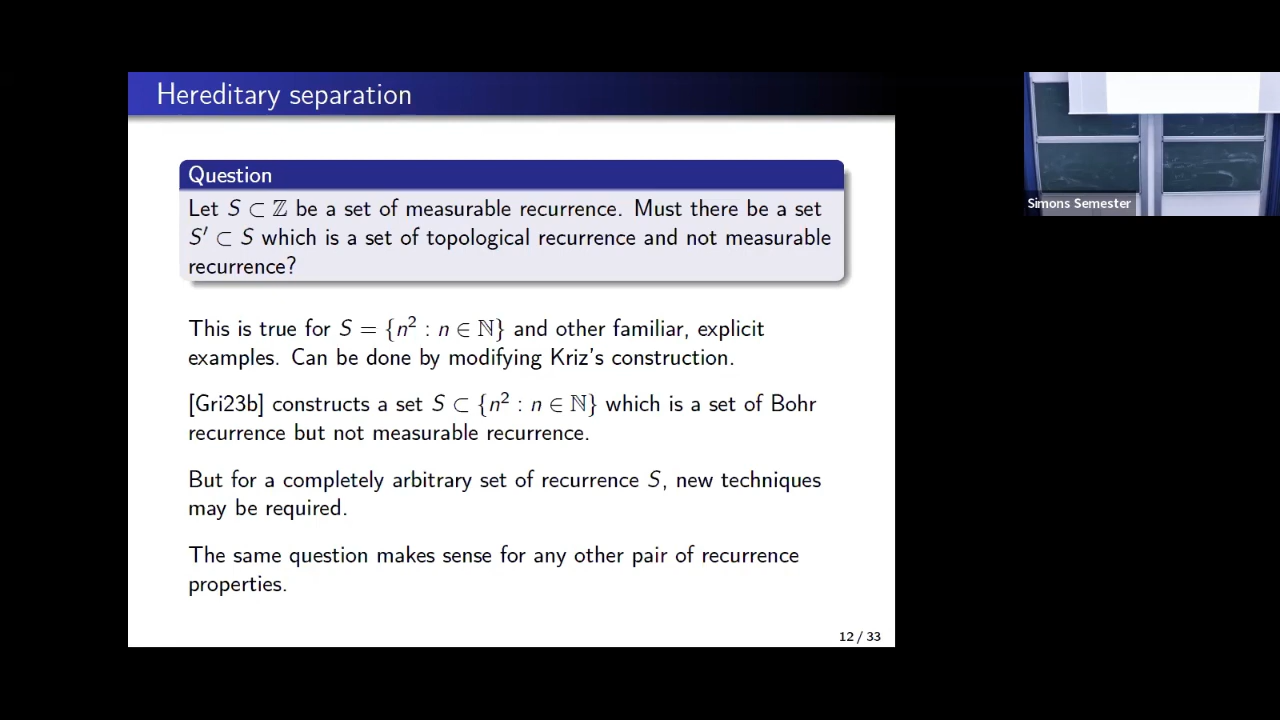 Hereditary separation
Question
Let S ⊂ ℤ be a set of measurable recurrence. Must there be a set
S′ ⊂ S which is a set of topological recurrence and not measurable
recurrence?
This is true for S = {n² : n ∈ ℕ} and other familiar, explicit
examples. Can be done by modifying Kriz's construction.
[Gri23b] constructs a set S ⊂ {n² : n ∈ ℕ} which is a set of Bohr
recurrence but not measurable recurrence.
But for a completely arbitrary set of recurrence S, new techniques
may be required.
The same question makes sense for any other pair of recurrence
properties.
12 / 33
Simons Semester